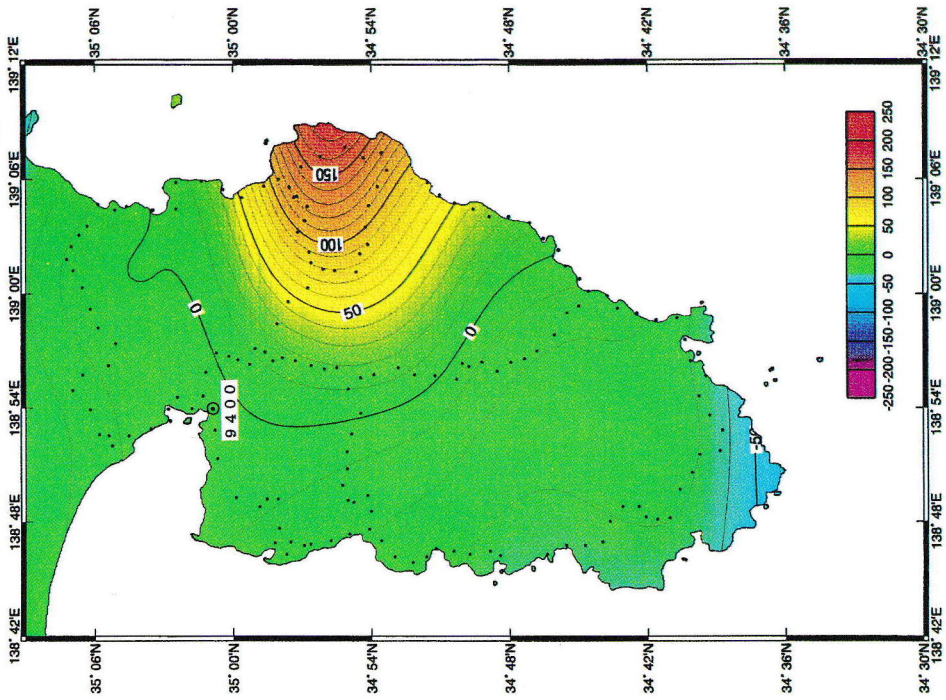 138° 42'E
138° 48'E
138° 54'E
139° 00'E
139° 06'E
139° 12'E
35° 06'N
35° 06'N
35° 00'N
35° 00'N
34° 54'N
34° 54'N
34° 48'N
34° 48'N
34° 42'N
34° 42'N
34° 36'N
34° 36'N
34° 30'N
138° 42'E
138° 48'E
138° 54'E
139° 00'E
139° 06'E
139° 12'E
0
9400
50
100
150
0
-50
-250
-200
-150
-100
-50
0
50
100
150
200
250